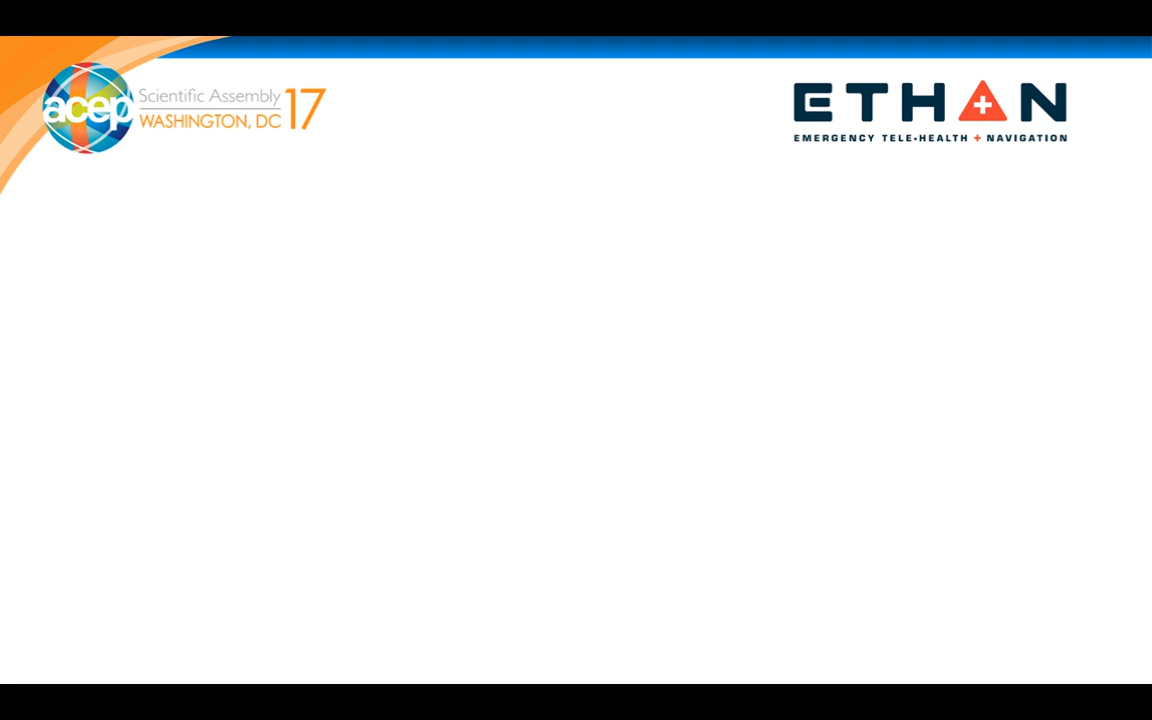 acep
Scientific Assembly
WASHINGTON, DC
17
ETHAN
EMERGENCY TELE•HEALTH + NAVIGATION